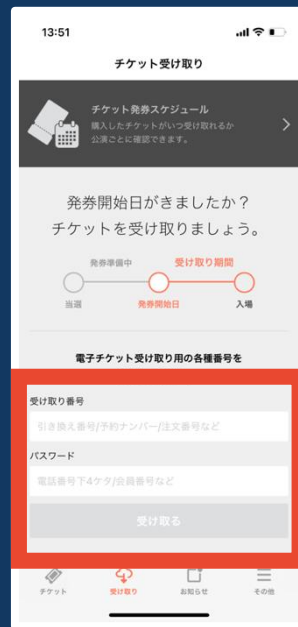 13:51
チケット受け取り
チケット発券スケジュール
購入したチケットがいつ受け取れるか
公演ごとに確認できます。
発券開始日がきましたか？
チケットを受け取りましょう。
発券準備中 受け取り期間
当選 発券開始日 入場
電子チケット受け取り用の各種番号を
受け取り番号
引き換え番号/予約ナンバー/注文番号など
パスワード
電話番号下4ケタ/会員番号など
受け取る
チケット 受け取り お知らせ その他